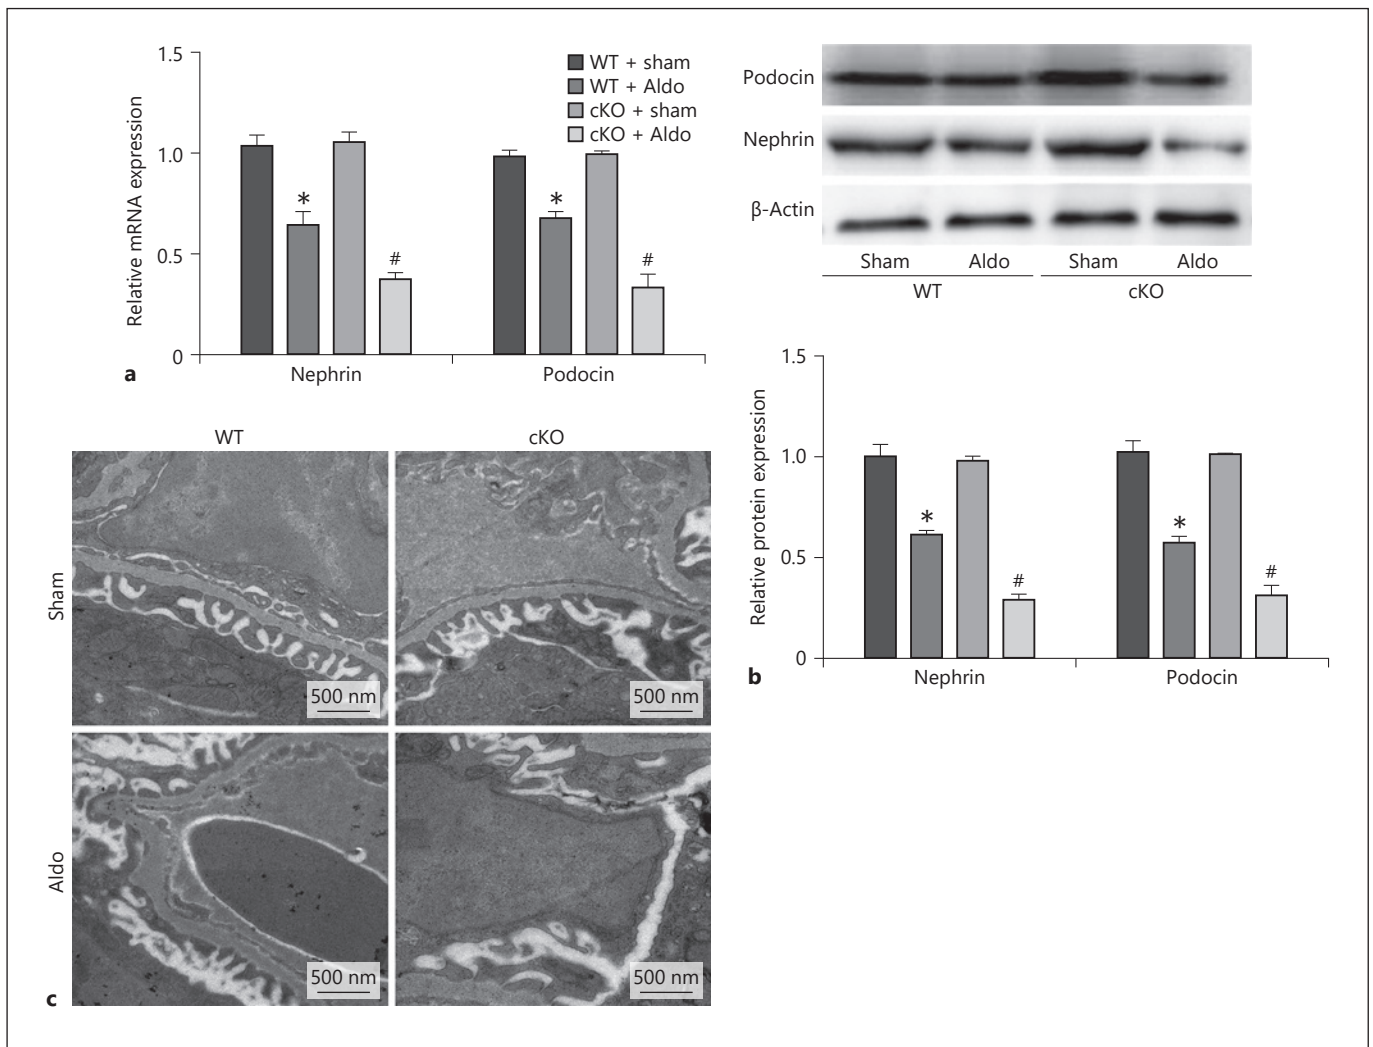 1.5
1.0
0.5
0
Relative mRNA expression
WT + sham
WT + Aldo
cKO + sham
cKO + Aldo
*
#
*
#
Nephrin
Podocin
a
Podocin
Nephrin
β-Actin
Sham
Aldo
Sham
Aldo
WT
cKO
1.5
1.0
0.5
0
Relative protein expression
*
#
*
#
Nephrin
Podocin
b
WT
cKO
Sham
500 nm
500 nm
Aldo
500 nm
500 nm
c